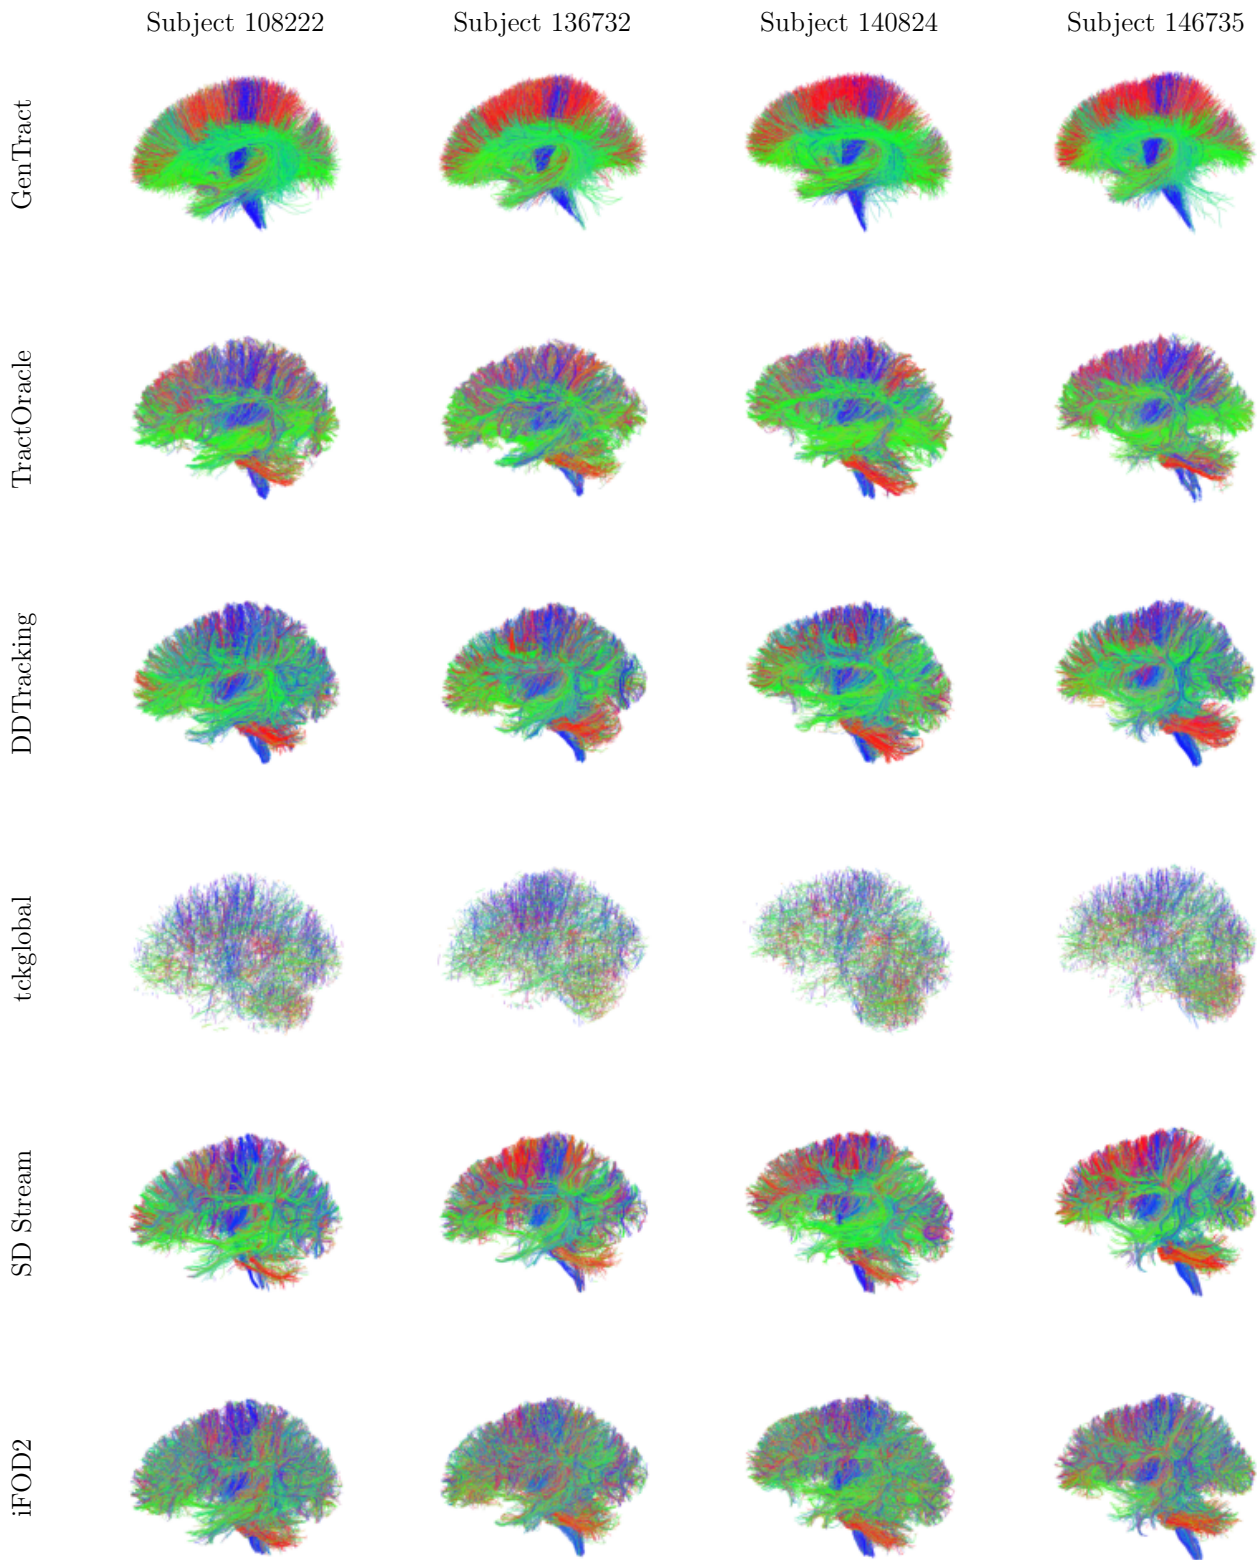 Subject 108222
Subject 136732
Subject 140824
Subject 146735
GenTract
TractOracle
DDTracking
tckglobal
SD Stream
iFOD2